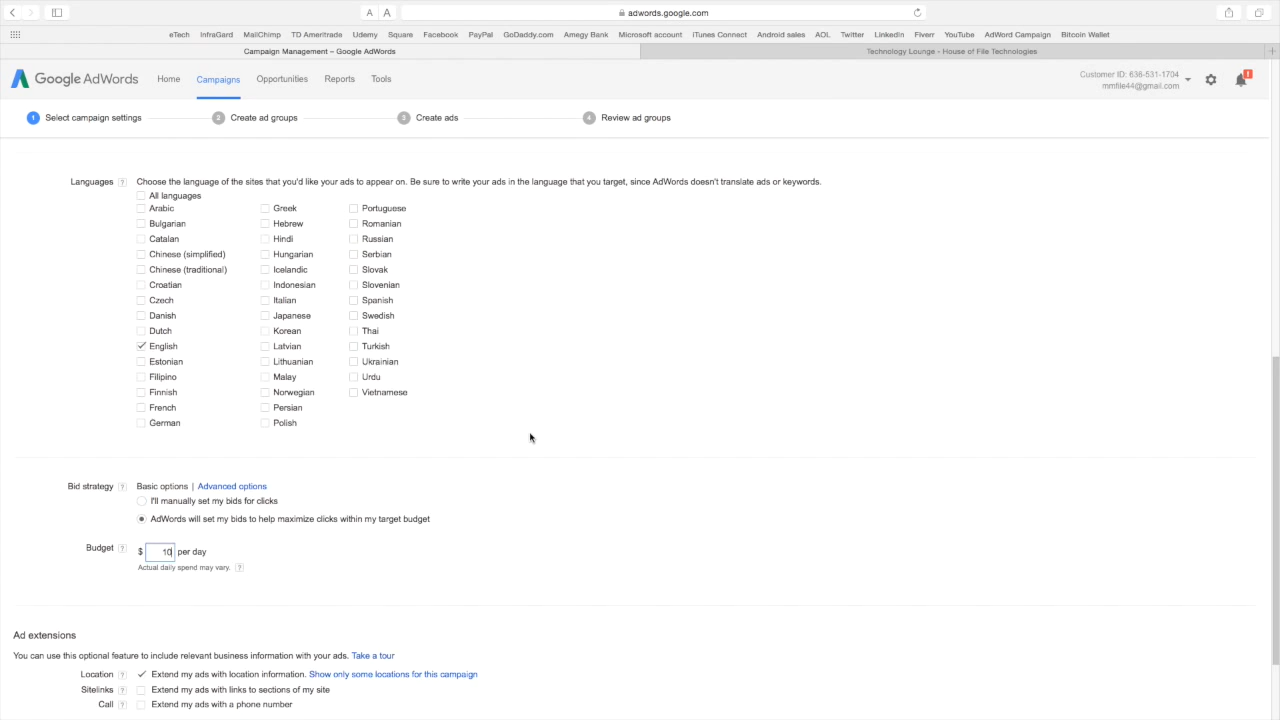 A A adwords.google.com
eTech InfraGard MailChimp TD Ameritrade Udemy Square Facebook PayPal GoDaddy.com Amegy Bank Microsoft account iTunes Connect Android sales AOL Twitter LinkedIn Fiverr YouTube AdWord Campaign Bitcoin Wallet
Campaign Management – Google AdWords Technology Lounge - House of File Technologies +
Google AdWords Home Campaigns Opportunities Reports Tools Customer ID: 636-531-1704 !
mmfile44@gmail.com
1 Select campaign settings 2 Create ad groups 3 Create ads 4 Review ad groups
Languages ? Choose the language of the sites that you'd like your ads to appear on. Be sure to write your ads in the language that you target, since AdWords doesn't translate ads or keywords.
All languages
Arabic Greek Portuguese
Bulgarian Hebrew Romanian
Catalan Hindi Russian
Chinese (simplified) Hungarian Serbian
Chinese (traditional) Icelandic Slovak
Croatian Indonesian Slovenian
Czech Italian Spanish
Danish Japanese Swedish
Dutch Korean Thai
English Latvian Turkish
Estonian Lithuanian Ukrainian
Filipino Malay Urdu
Finnish Norwegian Vietnamese
French Persian
German Polish
Bid strategy ? Basic options | Advanced options
I'll manually set my bids for clicks
AdWords will set my bids to help maximize clicks within my target budget
Budget ? $ 10 per day
Actual daily spend may vary. ?
Ad extensions
You can use this optional feature to include relevant business information with your ads. Take a tour
Location ? Extend my ads with location information. Show only some locations for this campaign
Sitelinks ? Extend my ads with links to sections of my site
Call ? Extend my ads with a phone number